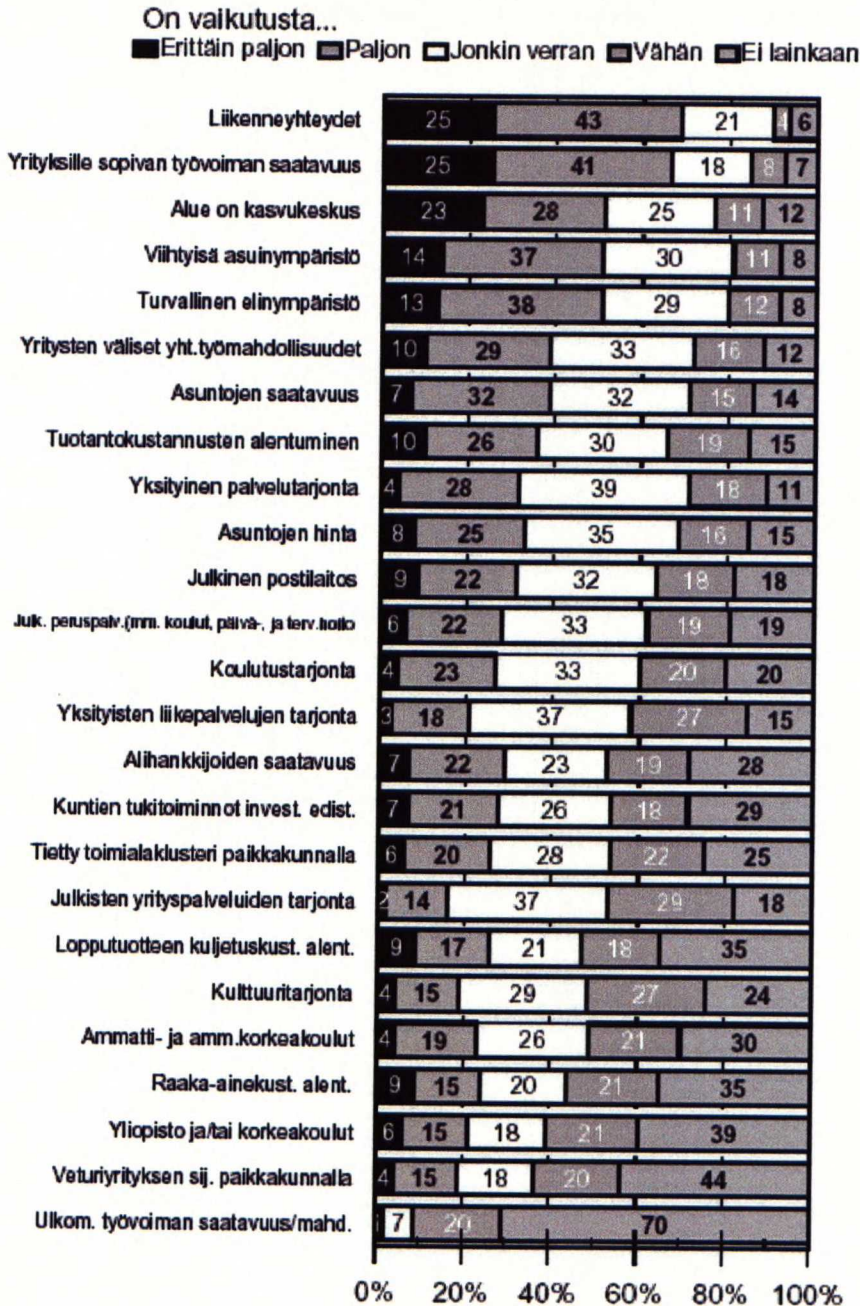 On vaikutusta...
Erittäin paljon Paljon Jonkin verran Vähän Ei lainkaan
Liikenneyhteydet 25 43 21 4 6
Yrityksille sopivan työvoiman saatavuus 25 41 18 8 7
Alue on kasvukeskus 23 28 25 11 12
Viihtyisä asuinympäristö 14 37 30 11 8
Turvallinen elinympäristö 13 38 29 12 8
Yritysten väliset yht.työmahdollisuudet 10 29 33 16 12
Asuntojen saatavuus 7 32 32 15 14
Tuotantokustannusten alentuminen 10 26 30 19 15
Yksityinen palvelutarjonta 4 28 39 18 11
Asuntojen hinta 8 25 35 16 15
Julkinen postilaitos 9 22 32 18 18
Julk. peruspalv.(mm. koulut, päivä-, ja terv.hoito 6 22 33 19 19
Koulutustarjonta 4 23 33 20 20
Yksityisten liikepalvelujen tarjonta 3 18 37 27 15
Alihankkijoiden saatavuus 7 22 23 19 28
Kuntien tukitoiminnot invest. edist. 7 21 26 18 29
Tietty toimialaklusteri paikkakunnalla 6 20 28 22 25
Julkisten yrityspalveluiden tarjonta 2 14 37 29 18
Lopputuotteen kuljetuskust. alent. 9 17 21 18 35
Kulttuuritarjonta 4 15 29 27 24
Ammatti- ja amm.korkeakoulut 4 19 26 21 30
Raaka-ainekust. alent. 9 15 20 21 35
Yliopisto ja/tai korkeakoulut 6 15 18 21 39
Veturiyrityksen sij. paikkakunnalla 4 15 18 20 44
Ulkom. työvoiman saatavuus/mahd. 7 20 70
0% 20% 40% 60% 80% 100%